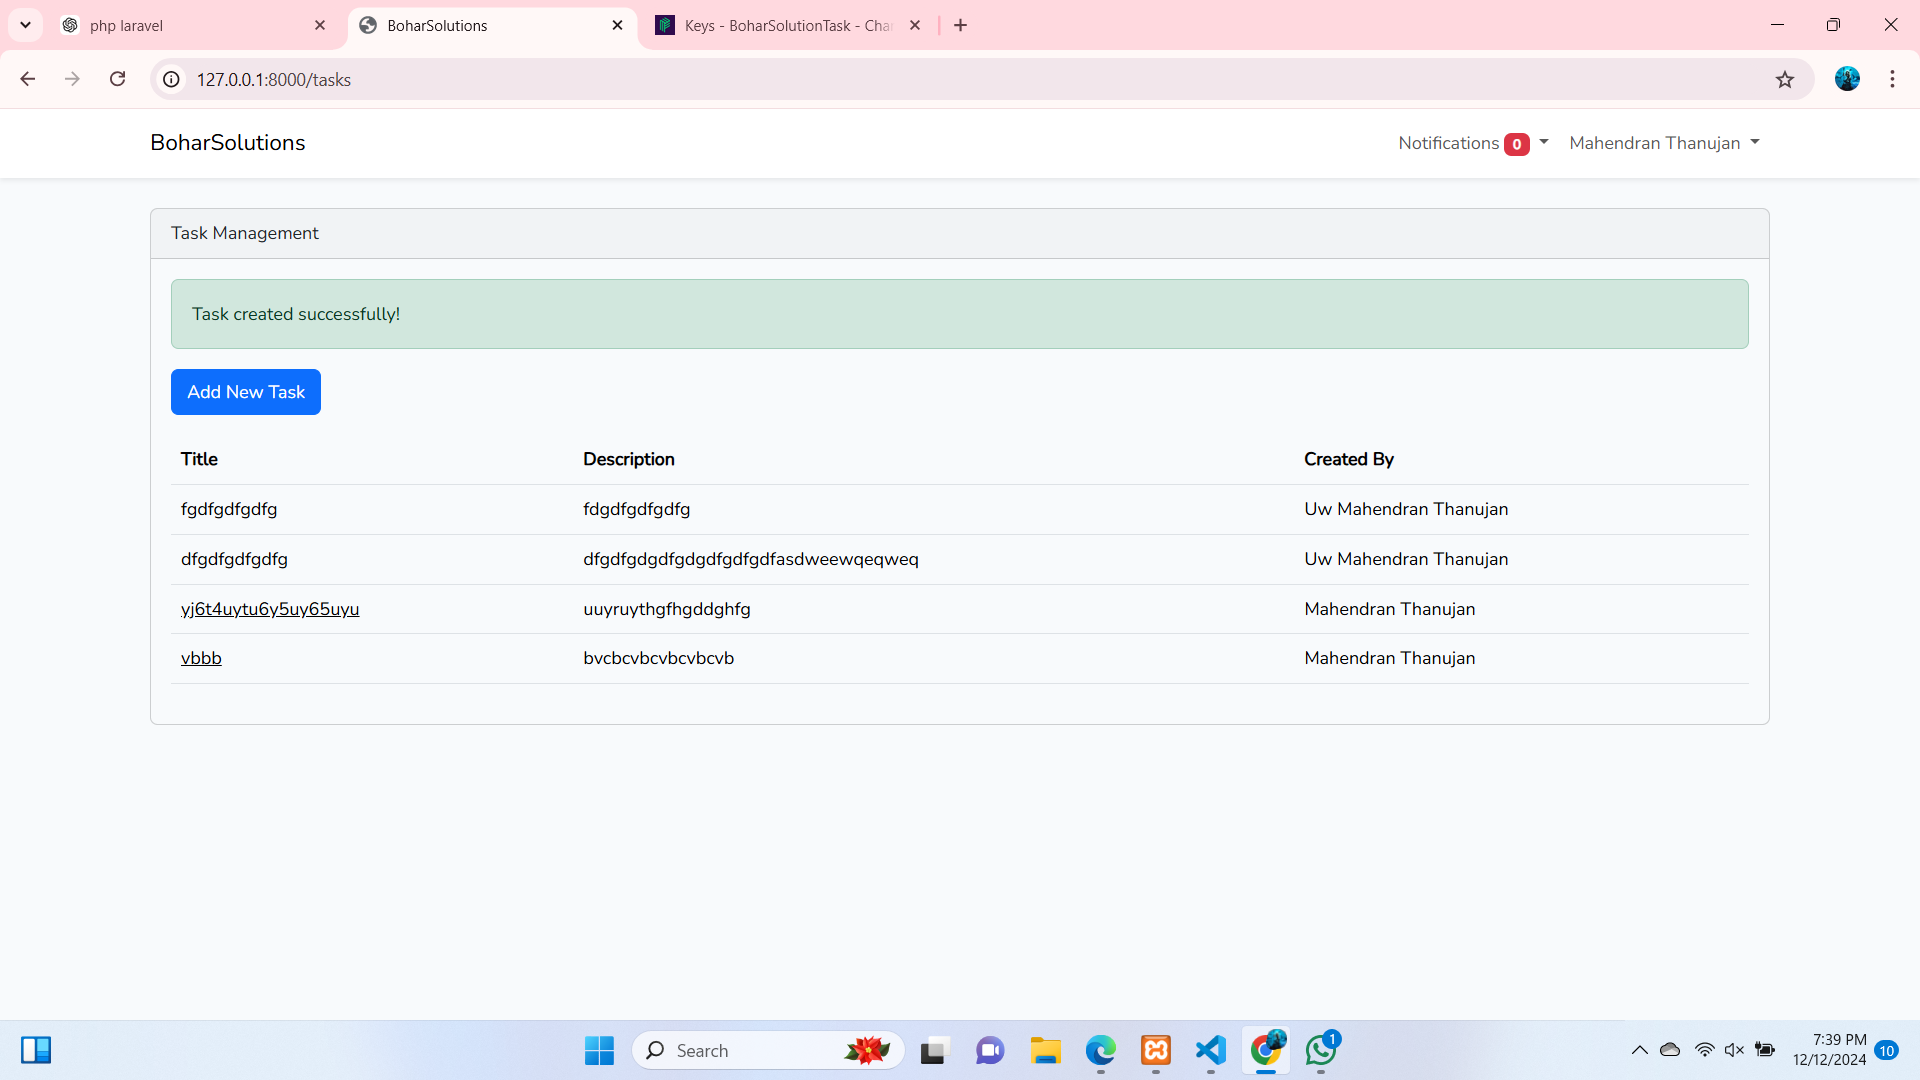 php laravel
BoharSolutions
Keys - BoharSolutionTask - Cha
127.0.0.1:8000/tasks
BoharSolutions
Notifications 0
Mahendran Thanujan
Task Management
Task created successfully!
Add New Task
Title Description Created By
fgdfgdfgdfg fdgdfgdfgdfg Uw Mahendran Thanujan
dfgdfgdfgdfg dfgdfgdgdfgdgdfgdfgdfasdweewqeqweq Uw Mahendran Thanujan
yj6t4uytu6y5uy65uyu uuyruythgfhgddghfg Mahendran Thanujan
vbbb bvcbcvbcvbcvbcvb Mahendran Thanujan
Search
1
7:39 PM
12/12/2024
10